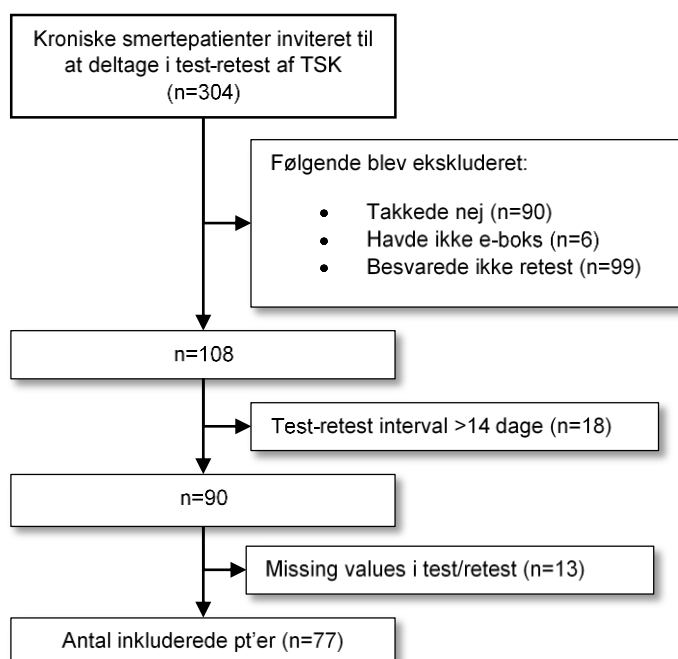 Kroniske smertepatienter inviteret til
at deltage i test-retest af TSK
(n=304)
Følgende blev ekskluderet:
• Takkede nej (n=90)
• Havde ikke e-boks (n=6)
• Besvarede ikke retest (n=99)
n=108
Test-retest interval >14 dage (n=18)
n=90
Missing values i test/retest (n=13)
Antal inkluderede pt'er (n=77)